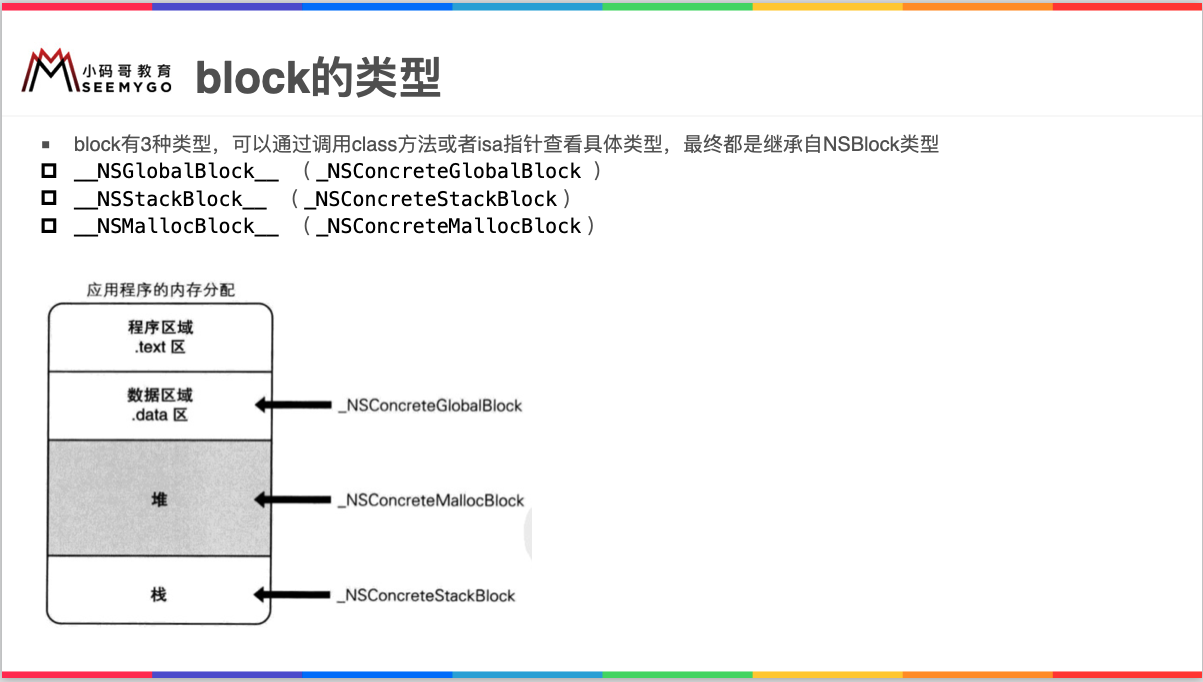 小码哥教育
SEEMYGO
block的类型
block有3种类型，可以通过调用class方法或者isa指针查看具体类型，最终都是继承自NSBlock类型
__NSGlobalBlock__ （ _NSConcreteGlobalBlock ）
__NSStackBlock__ （ _NSConcreteStackBlock ）
__NSMallocBlock__ （ _NSConcreteMallocBlock ）
应用程序的内存分配
程序区域
.text 区
数据区域
.data 区
_NSConcreteGlobalBlock
堆
_NSConcreteMallocBlock
栈
_NSConcreteStackBlock